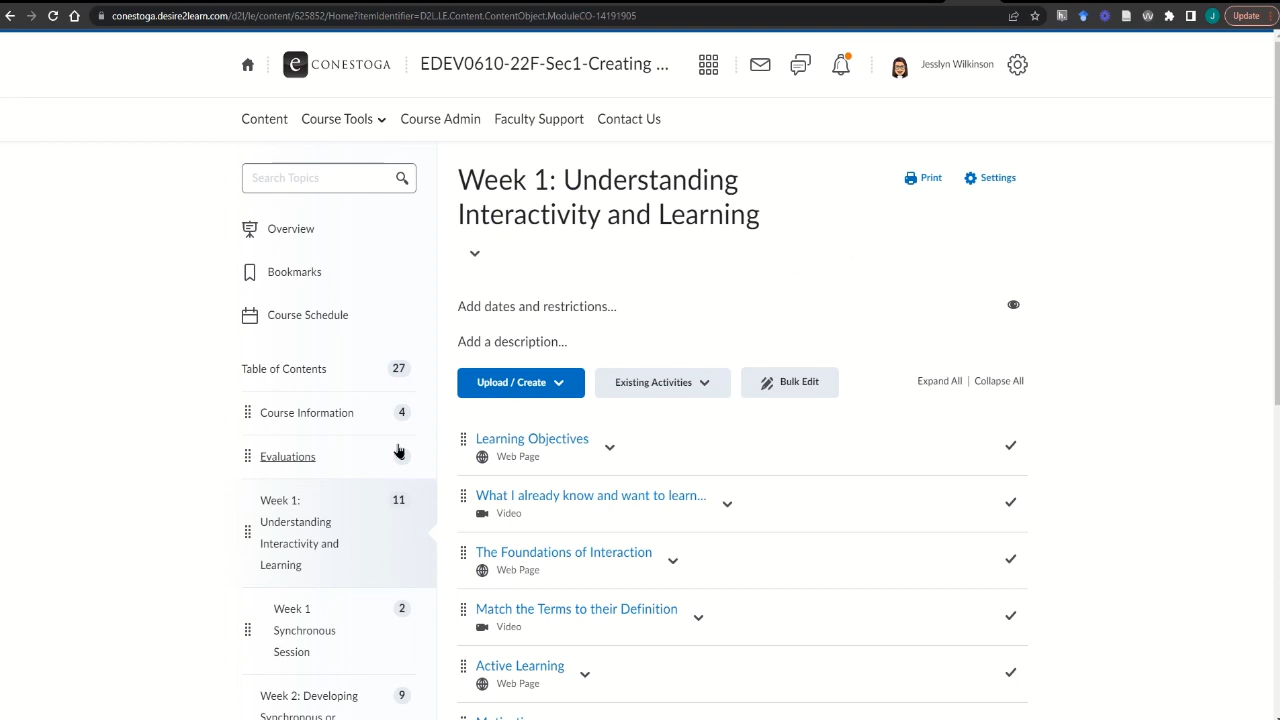 conestoga.desire2learn.com/d2l/le/content/625852/Home?itemIdentifier=D2L.LE.Content.ContentObject.ModuleCO-14191905
J
Update
e CONESTOGA
EDEV0610-22F-Sec1-Creating ...
Jesslyn Wilkinson
Content Course Tools Course Admin Faculty Support Contact Us
Search Topics
Overview
Bookmarks
Course Schedule
Table of Contents 27
Course Information 4
Evaluations
Week 1: 11
Understanding
Interactivity and
Learning
Week 1 2
Synchronous
Session
Week 2: Developing 9
Synchronous or
Week 1: Understanding
Interactivity and Learning
Print Settings
Add dates and restrictions...
Add a description...
Upload / Create Existing Activities Bulk Edit Expand All | Collapse All
Learning Objectives
Web Page
What I already know and want to learn...
Video
The Foundations of Interaction
Web Page
Match the Terms to their Definition
Video
Active Learning
Web Page